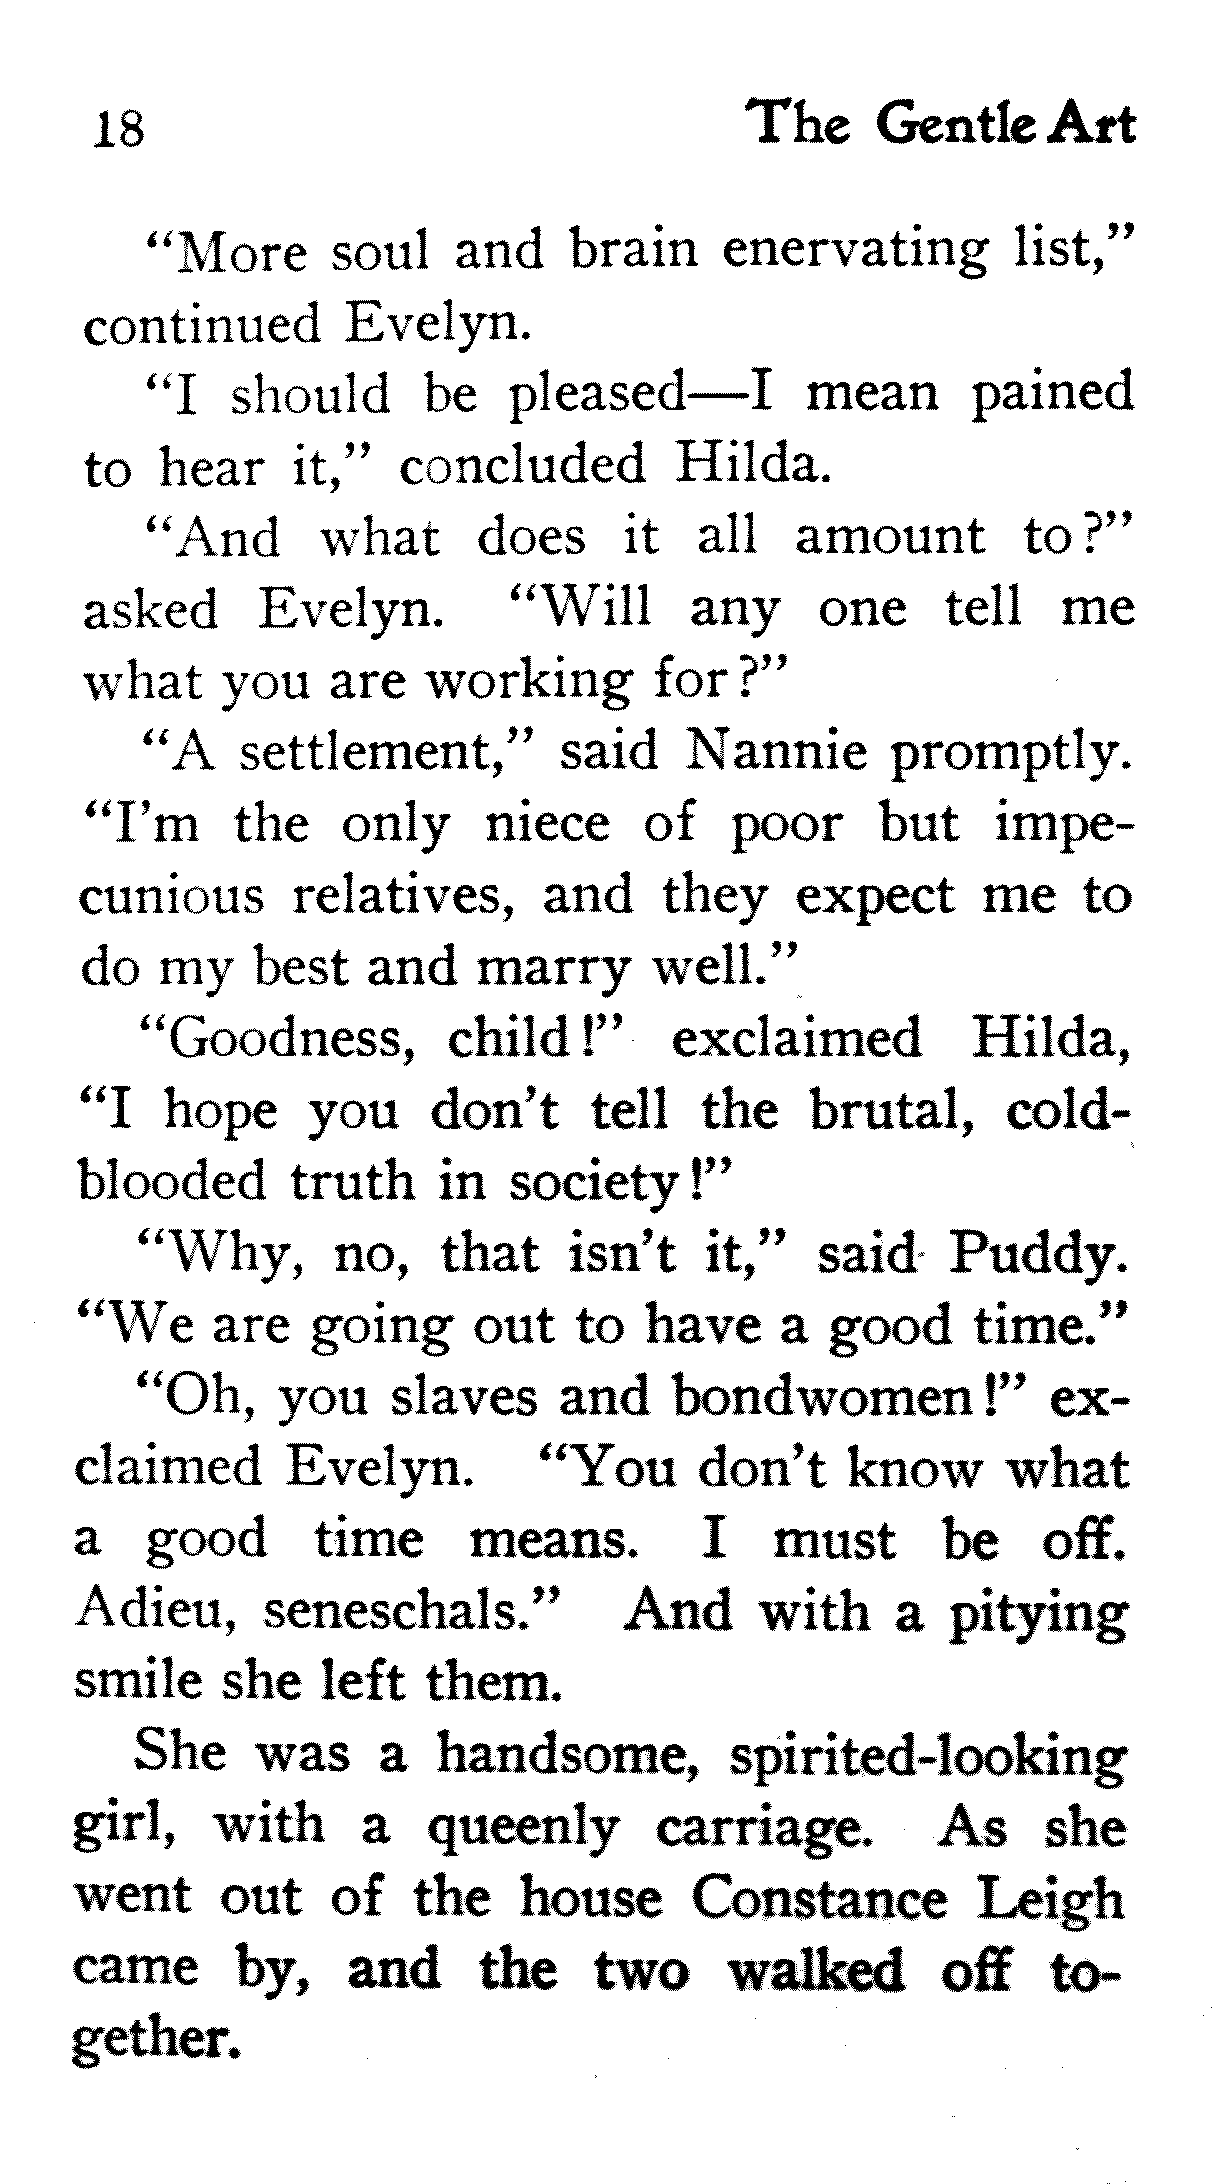 18 The Gentle Art
“More soul and brain enervating list,”
continued Evelyn.
“I should be pleased—I mean pained
to hear it,” concluded Hilda.
“And what does it all amount to?”
asked Evelyn. “Will any one tell me
what you are working for?”
“A settlement,” said Nannie promptly.
“I’m the only niece of poor but impe-
cunious relatives, and they expect me to
do my best and marry well.”
“Goodness, child!” exclaimed Hilda,
“I hope you don’t tell the brutal, cold-
blooded truth in society!”
“Why, no, that isn’t it,” said Puddy.
“We are going out to have a good time.”
“Oh, you slaves and bondwomen!” ex-
claimed Evelyn. “You don’t know what
a good time means. I must be off.
Adieu, seneschals.” And with a pitying
smile she left them.
She was a handsome, spirited-looking
girl, with a queenly carriage. As she
went out of the house Constance Leigh
came by, and the two walked off to-
gether.